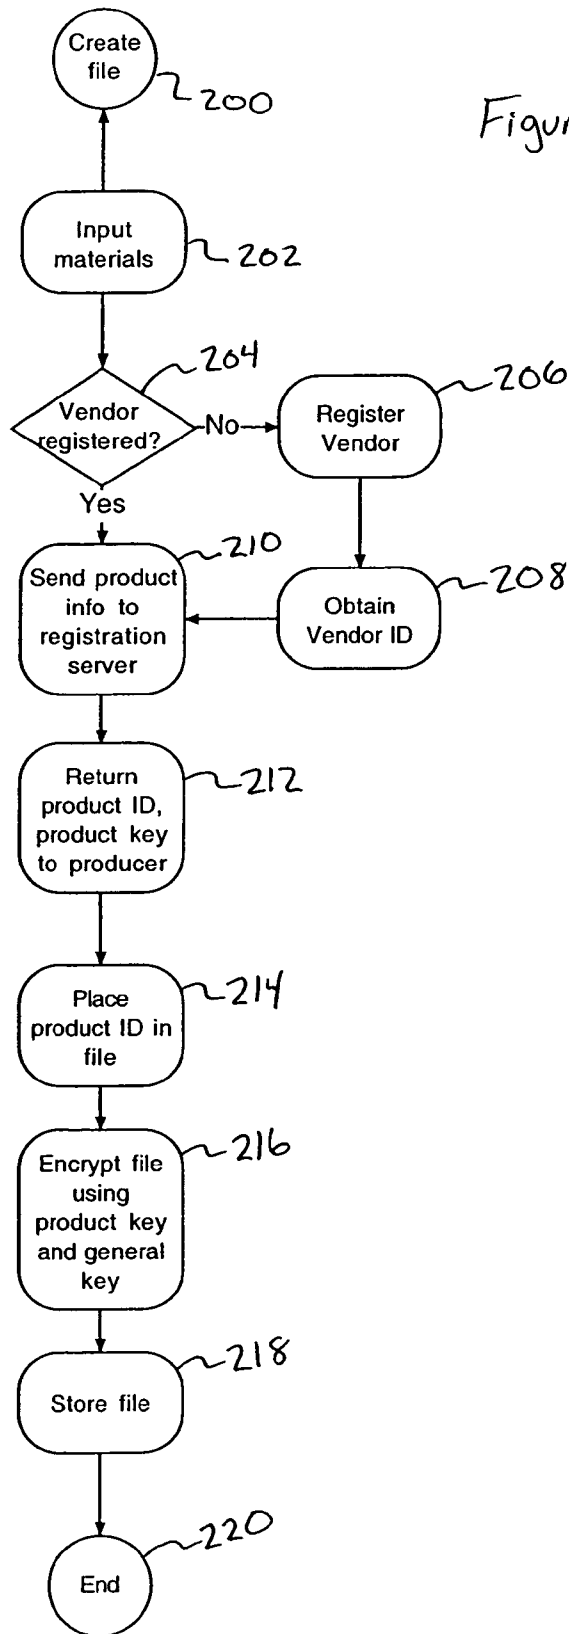 Create
file
200
Input
materials
202
204
Vendor
registered?
No
206
Register
Vendor
Yes
210
Send product
info to
registration
server
208
Obtain
Vendor ID
Return
product ID,
product key
to producer
212
Place
product ID in
file
214
Encrypt file
using
product key
and general
key
216
Store file
218
End
220